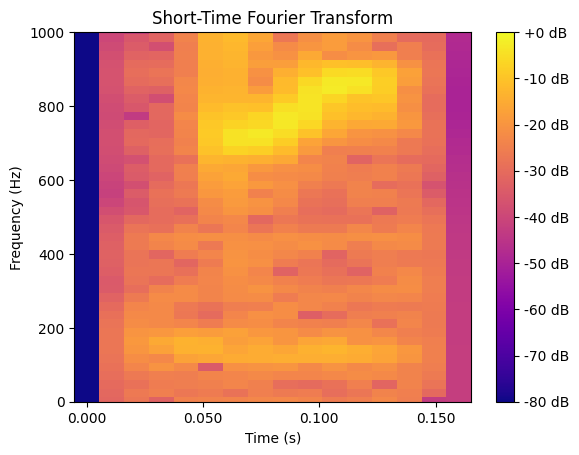 Short-Time Fourier Transform
Frequency (Hz)
1000
800
600
400
200
0
0.000
0.050
0.100
0.150
Time (s)
+0 dB
-10 dB
-20 dB
-30 dB
-40 dB
-50 dB
-60 dB
-70 dB
-80 dB